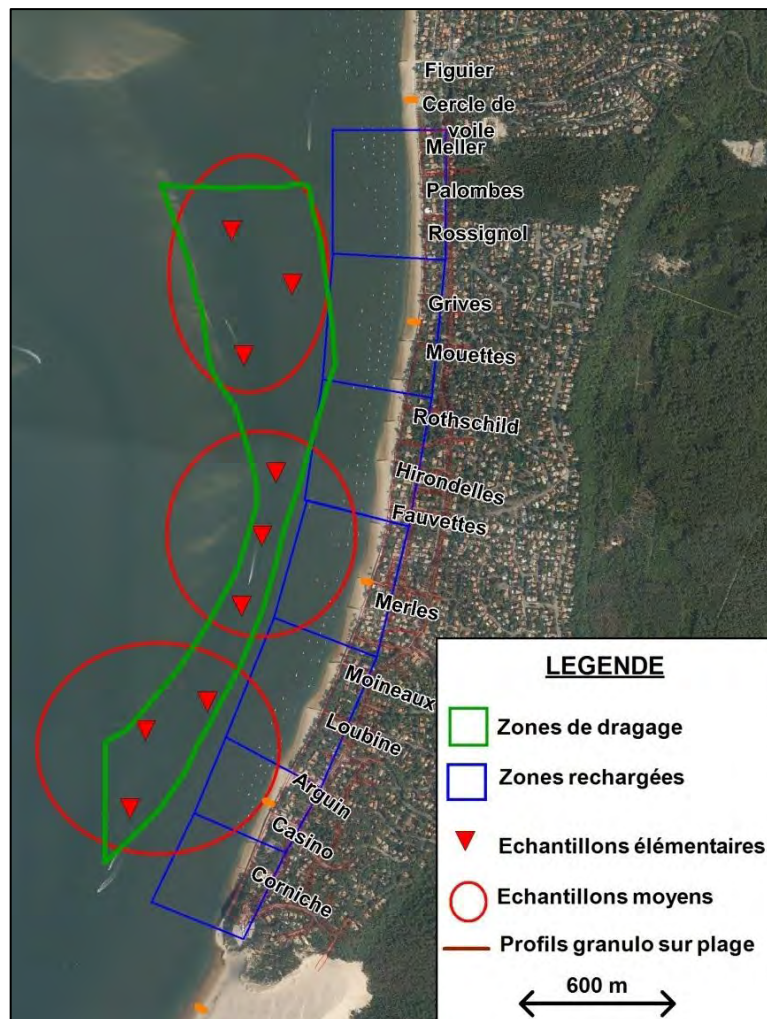 Figuier
Cercle de
voile
Meller
Palombes
Rossignol
Grives
Mouettes
Rothschild
Hirondelles
Fauvettes
Merles
Moineaux
Loubine
Arguin
Casino
Corniche
LEGENDE
Zones de dragage
Zones rechargées
Echantillons élémentaires
Echantillons moyens
Profils granulo sur plage
600 m